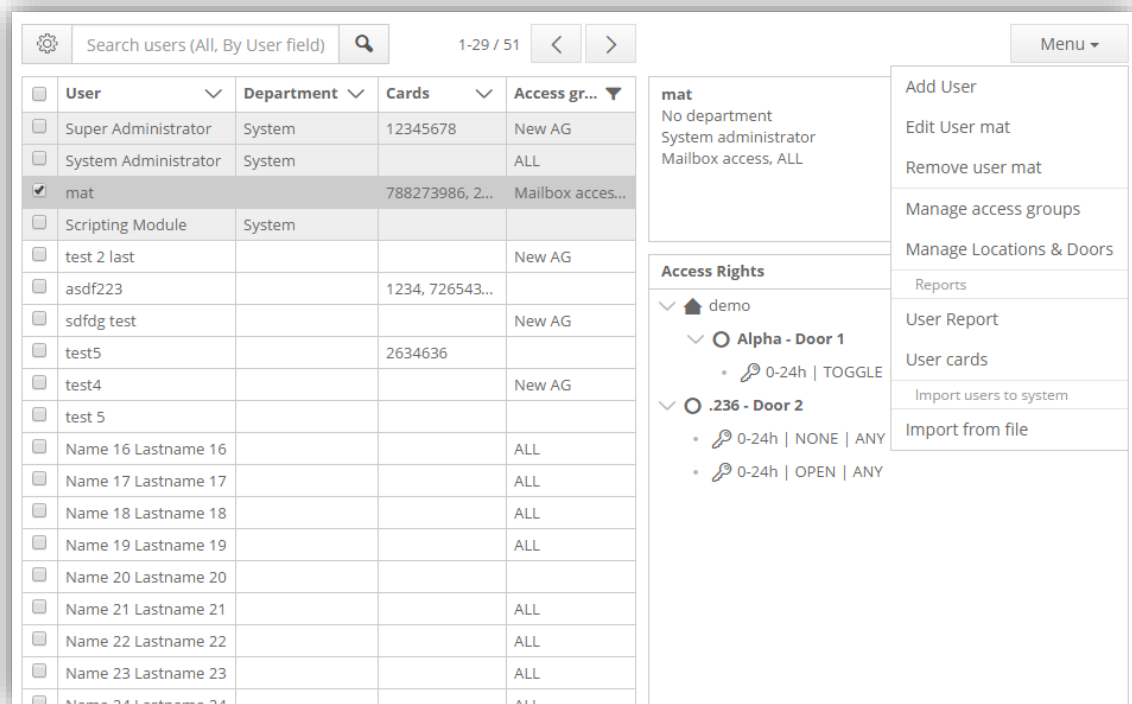 Search users (All, By User field) 1-29 / 51 Menu
User Department Cards Access gr...
Super Administrator System 12345678 New AG
System Administrator System ALL
mat 788273986, 2... Mailbox acces...
Scripting Module System
test 2 last New AG
asdf223 1234, 726543...
sdfdg test New AG
test5 2634636
test4 New AG
test 5
Name 16 Lastname 16 ALL
Name 17 Lastname 17 ALL
Name 18 Lastname 18 ALL
Name 19 Lastname 19 ALL
Name 20 Lastname 20
Name 21 Lastname 21 ALL
Name 22 Lastname 22 ALL
Name 23 Lastname 23 ALL
Name 24 Lastname 24 ALL
mat
No department
System administrator
Mailbox access, ALL
Access Rights
demo
Alpha - Door 1
0-24h | TOGGLE
.236 - Door 2
0-24h | NONE | ANY
0-24h | OPEN | ANY
Add User
Edit User mat
Remove user mat
Manage access groups
Manage Locations & Doors
Reports
User Report
User cards
Import users to system
Import from file